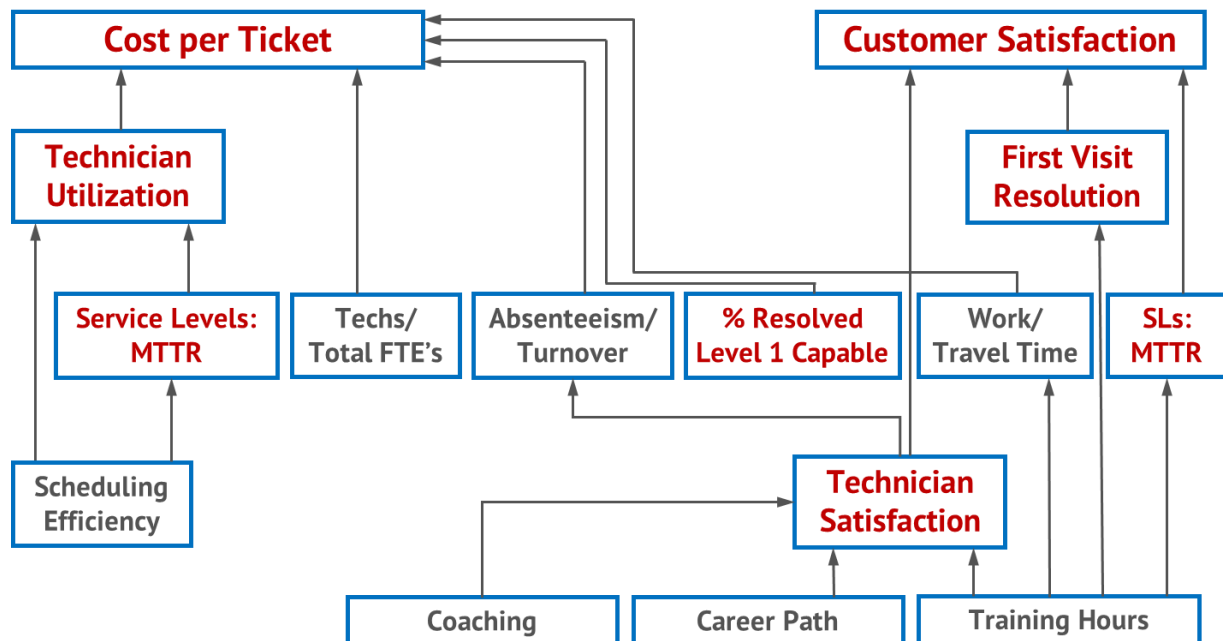 Cost per Ticket
Customer Satisfaction
Technician
Utilization
First Visit
Resolution
Service Levels:
MTTR
Techs/
Total FTE's
Absenteeism/
Turnover
% Resolved
Level 1 Capable
Work/
Travel Time
SLs:
MTTR
Scheduling
Efficiency
Technician
Satisfaction
Coaching
Career Path
Training Hours